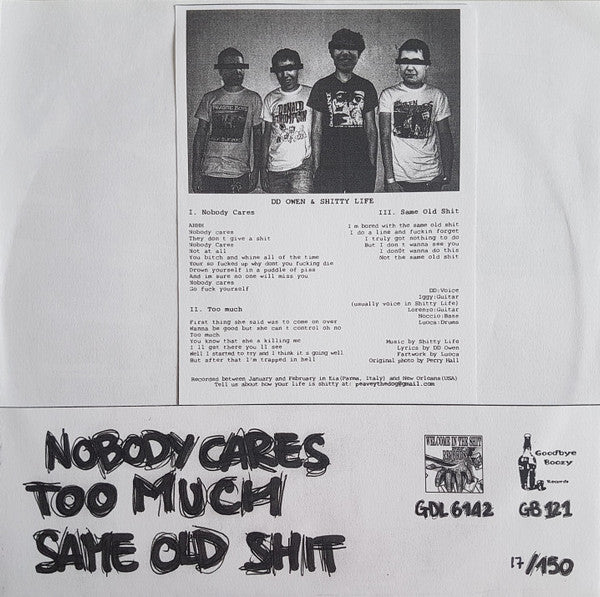 DD OWEN & SHITTY LIFE
I. Nobody Cares
AHHH
Nobody cares
They don t give a shit
Nobody Cares
Not at all
You bitch and whine all of the time
Your so fucked up why dont you fucking die
Drown yourself in a puddle of piss
And im sure no one will miss you
Nobody cares
Go fuck yourself
II. Too much
First thing she said was to come on over
Wanna be good but she can t control oh no
Too much
You know that she a killing me
I ll get there you ll see
Well I started to try and I think it s going well
But after that I'm trapped in hell
III. Same Old Shit
I m bored with the same old shit
I do a line and fuckin forget
I truly got nothing to do
But I don t wanna see you
I don't wanna do this
Not the same old shit
DD:Voice
Iggy:Guitar
(usually voice in Shitty Life)
Lorenzo:Guitar
Noccio:Bass
Luoca:Drums
Music by Shitty Life
Lyrics by DD Owen
Fartwork by Luoca
Original photo by Perry Hall
Recorded between January and February in Eia(Parma, Italy) and New Orleans(USA)
Tell us about how your life is shitty at: peaveythedog@gmail.com
NOBODY CARES
TOO MUCH
SAME OLD SHIT
WELCOME IN THE SHIT
RECORDS
GDL 6142
Goodbye
Boozy
Records
GB 121
17/150